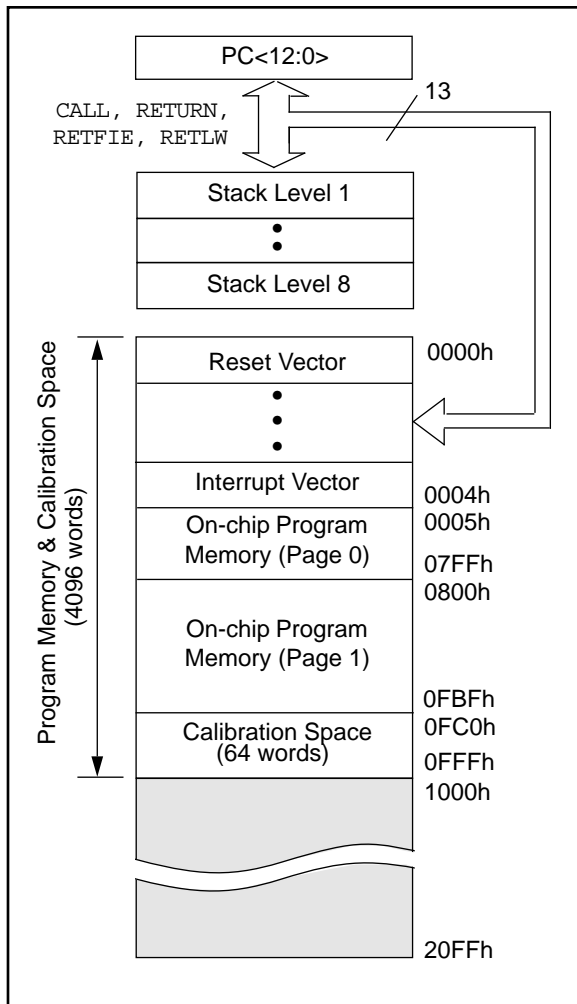 PC<12:0>
13
CALL, RETURN,
RETFIE, RETLW
Stack Level 1
Stack Level 8
Program Memory & Calibration Space
(4096 words)
Reset Vector
0000h
Interrupt Vector
0004h
0005h
On-chip Program
Memory (Page 0)
07FFh
0800h
On-chip Program
Memory (Page 1)
0FBFh
0FC0h
Calibration Space
(64 words)
0FFFh
1000h
20FFh